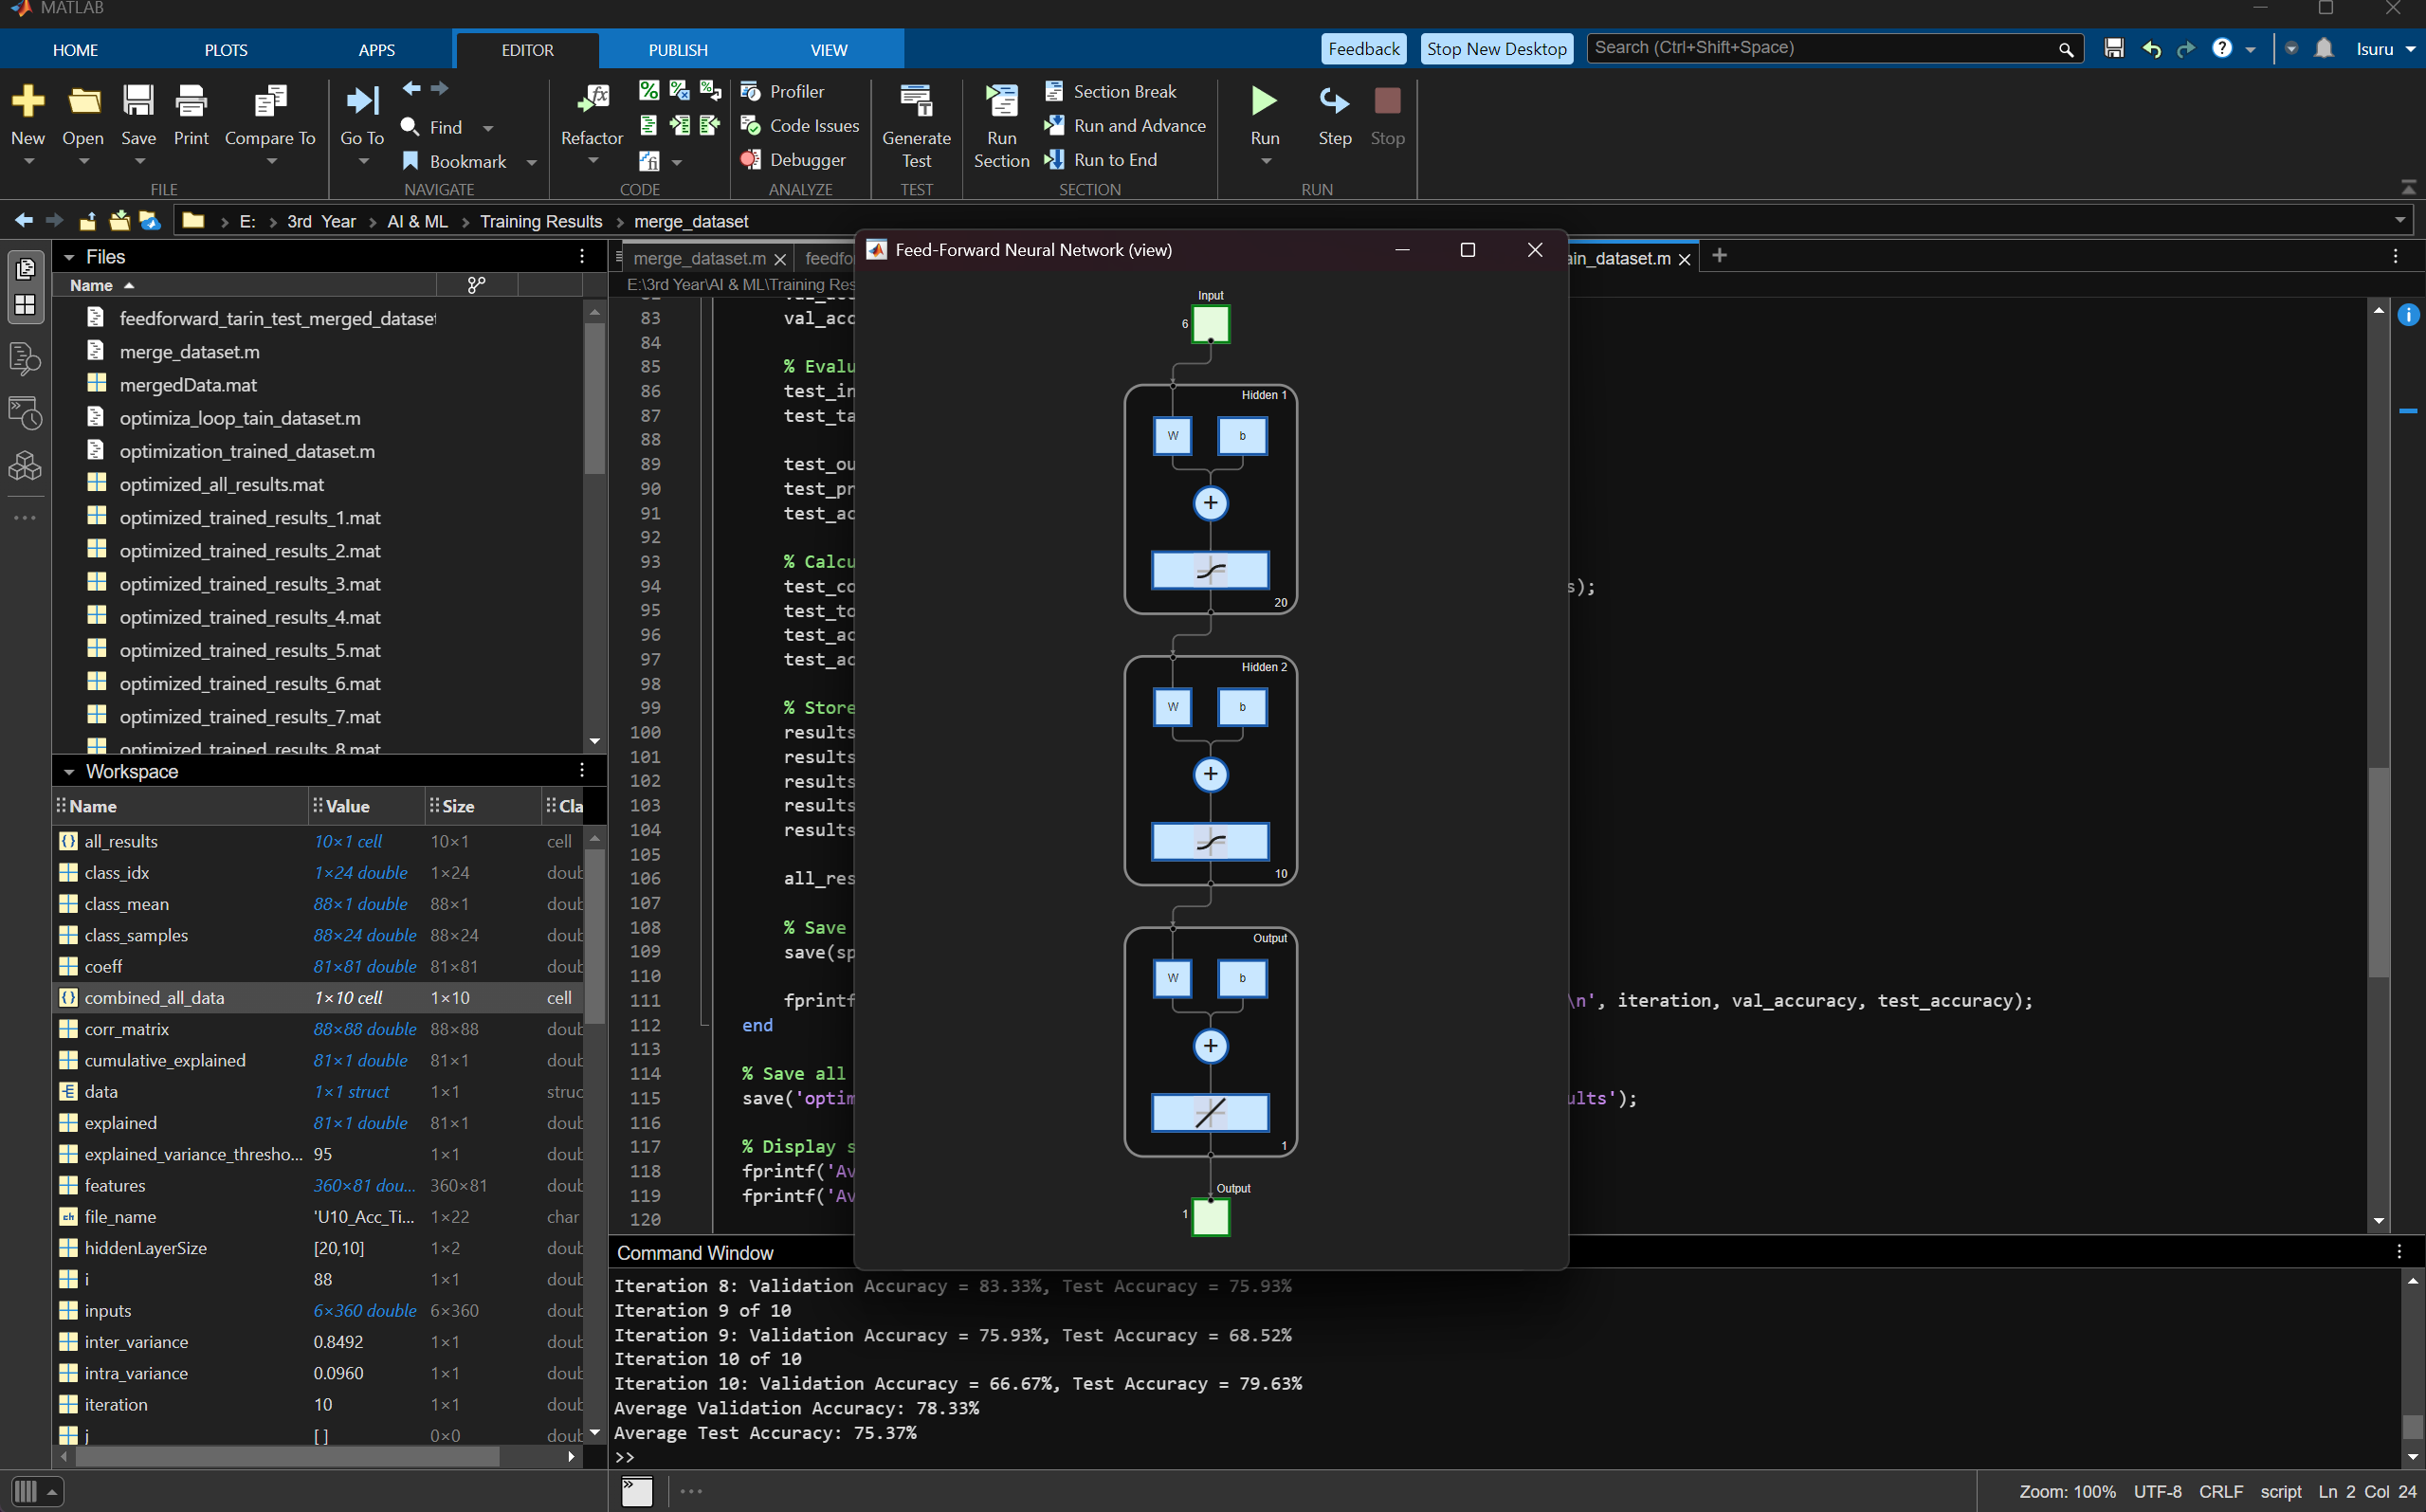 MATLAB
HOME PLOTS APPS EDITOR PUBLISH VIEW Feedback Stop New Desktop Search (Ctrl+Shift+Space) Isuru
New Open Save Print Compare To Go To Find Bookmark Refactor Profiler Code Issues Debugger Generate Test Run Section Section Break Run and Advance Run to End Run Step Stop
FILE NAVIGATE CODE ANALYZE TEST SECTION RUN
E: 3rd Year AI & ML Training Results merge_dataset
Files
Name
feedforward_tarin_test_merged_dataset
merge_dataset.m
mergedData.mat
optimiza_loop_tain_dataset.m
optimization_trained_dataset.m
optimized_all_results.mat
optimized_trained_results_1.mat
optimized_trained_results_2.mat
optimized_trained_results_3.mat
optimized_trained_results_4.mat
optimized_trained_results_5.mat
optimized_trained_results_6.mat
optimized_trained_results_7.mat
optimized_trained_results_8.mat
Workspace
Name Value Size Cla
all_results 10×1 cell 10×1 cell
class_idx 1×24 double 1×24 doub
class_mean 88×1 double 88×1 doub
class_samples 88×24 double 88×24 doub
coeff 81×81 double 81×81 doub
combined_all_data 1×10 cell 1×10 cell
corr_matrix 88×88 double 88×88 doub
cumulative_explained 81×1 double 81×1 doub
data 1×1 struct 1×1 struc
explained 81×1 double 81×1 doub
explained_variance_thresho... 95 1×1 doub
features 360×81 dou... 360×81 doub
file_name 'U10_Acc_Ti... 1×22 char
hiddenLayerSize [20,10] 1×2 doub
i 88 1×1 doub
inputs 6×360 double 6×360 doub
inter_variance 0.8492 1×1 doub
intra_variance 0.0960 1×1 doub
iteration 10 1×1 doub
j [ ] 0×0 doub
merge_dataset.m feedfo in_dataset.m
E:\3rd Year\AI & ML\Training Res
83 val_acc
84
85 % Evalu
86 test_in
87 test_ta
88
89 test_ou
90 test_pr
91 test_ac
92
93 % Calcu
94 test_co s);
95 test_to
96 test_ac
97 test_ac
98
99 % Store
100 results
101 results
102 results
103 results
104 results
105
106 all_res
107
108 % Save
109 save(sp
110
111 fprintf \n', iteration, val_accuracy, test_accuracy);
112 end
113
114 % Save all
115 save('optim ults');
116
117 % Display s
118 fprintf('Av
119 fprintf('Av
120
Feed-Forward Neural Network (view)
Input
6
Hidden 1
W b
+
20
Hidden 2
W b
+
10
Output
W b
+
1
Output
1
Command Window
Iteration 8: Validation Accuracy = 83.33%, Test Accuracy = 75.93%
Iteration 9 of 10
Iteration 9: Validation Accuracy = 75.93%, Test Accuracy = 68.52%
Iteration 10 of 10
Iteration 10: Validation Accuracy = 66.67%, Test Accuracy = 79.63%
Average Validation Accuracy: 78.33%
Average Test Accuracy: 75.37%
>>
Zoom: 100% UTF-8 CRLF script Ln 2 Col 24